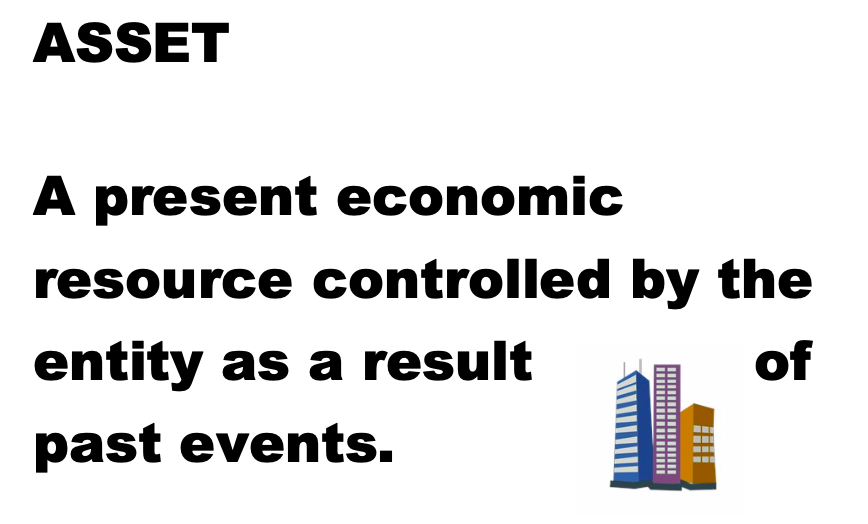 ASSET
A present economic
resource controlled by the
entity as a result of
past events.